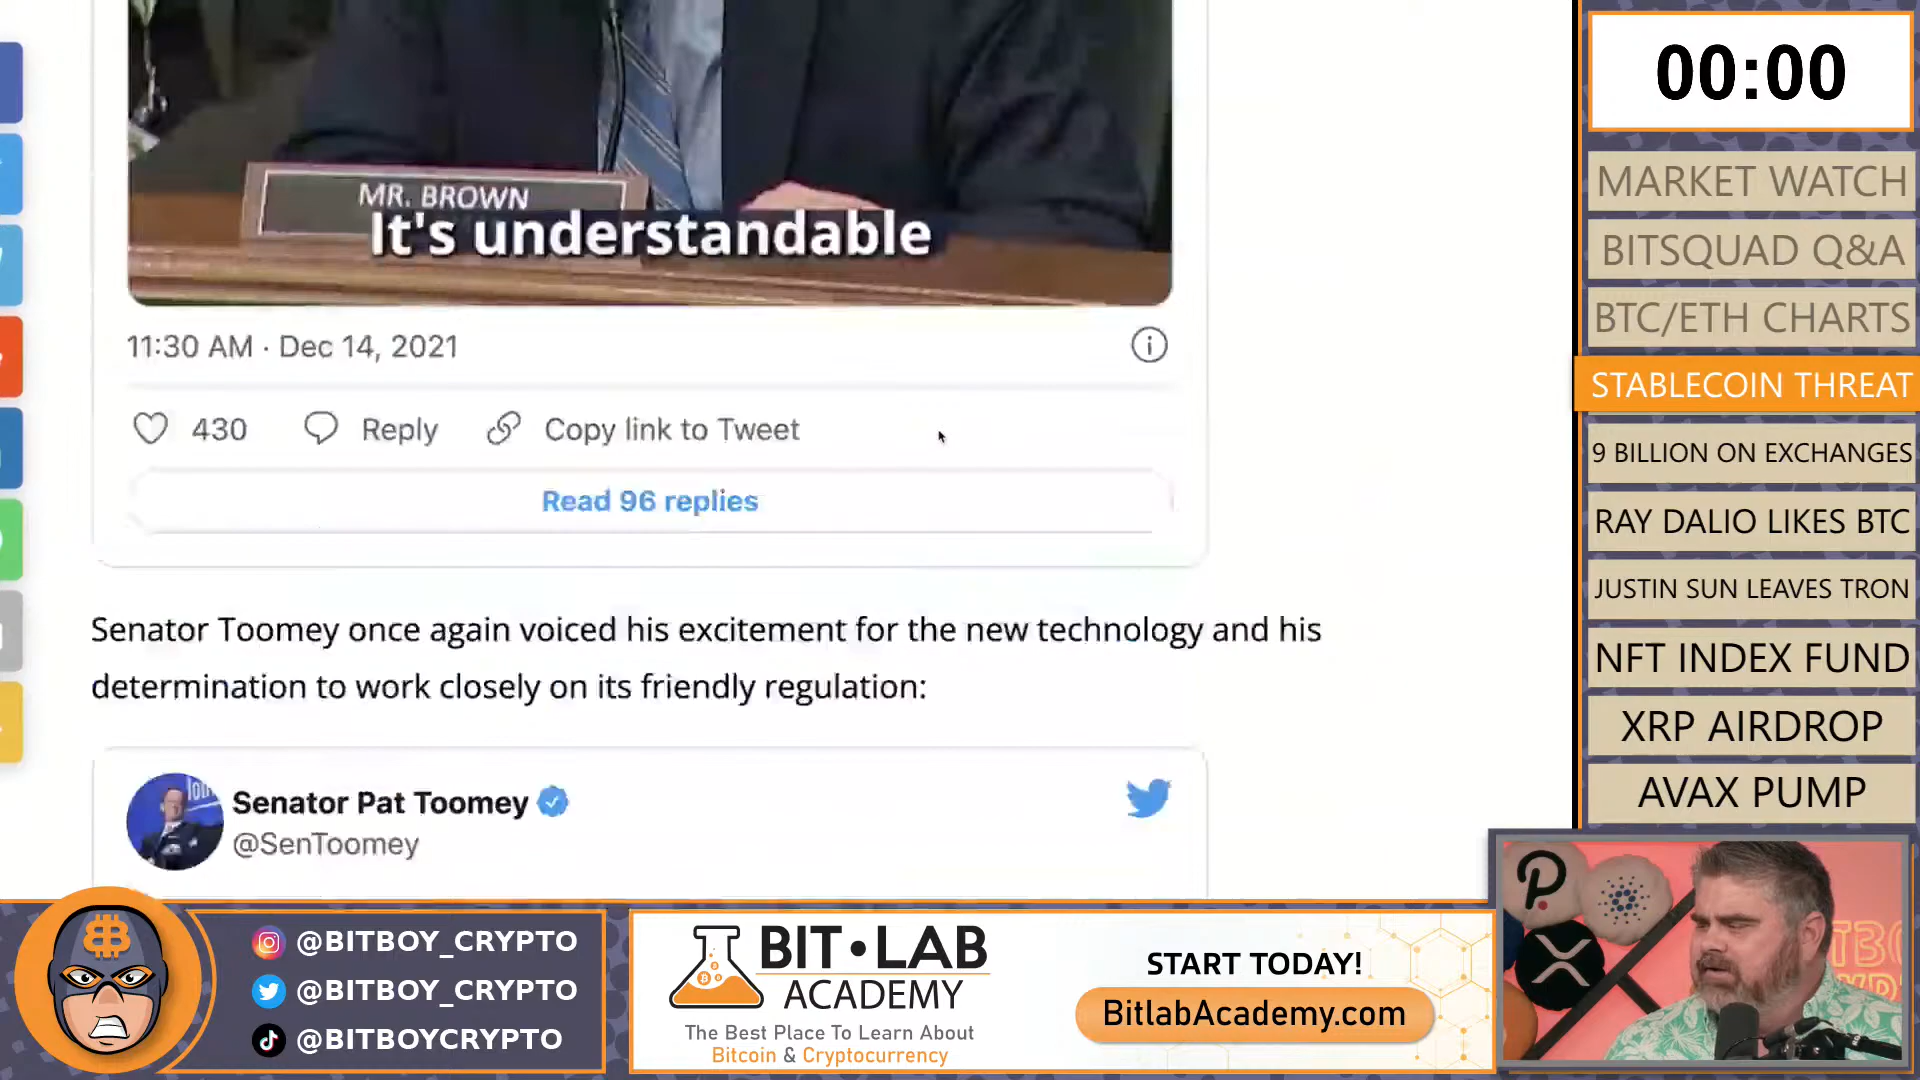 MR. BROWN
It's understandable
11:30 AM · Dec 14, 2021
430 Reply Copy link to Tweet
Read 96 replies
Senator Toomey once again voiced his excitement for the new technology and his
determination to work closely on its friendly regulation:
Senator Pat Toomey
@SenToomey
00:00
MARKET WATCH
BITSQUAD Q&A
BTC/ETH CHARTS
STABLECOIN THREAT
9 BILLION ON EXCHANGES
RAY DALIO LIKES BTC
JUSTIN SUN LEAVES TRON
NFT INDEX FUND
XRP AIRDROP
AVAX PUMP
@BITBOY_CRYPTO
@BITBOY_CRYPTO
@BITBOYCRYPTO
BIT•LAB
ACADEMY
The Best Place To Learn About
Bitcoin & Cryptocurrency
START TODAY!
BitlabAcademy.com